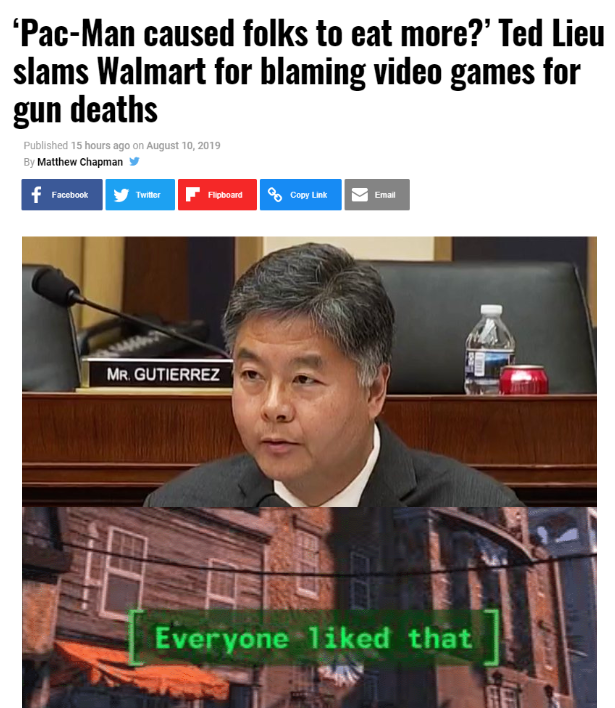 ‘Pac-Man caused folks to eat more?’ Ted Lieu
slams Walmart for blaming video games for
gun deaths
Published 15 hours ago on August 10, 2019
By Matthew Chapman
Facebook Twitter Flipboard Copy Link Email
MR. GUTIERREZ
[Everyone liked that]